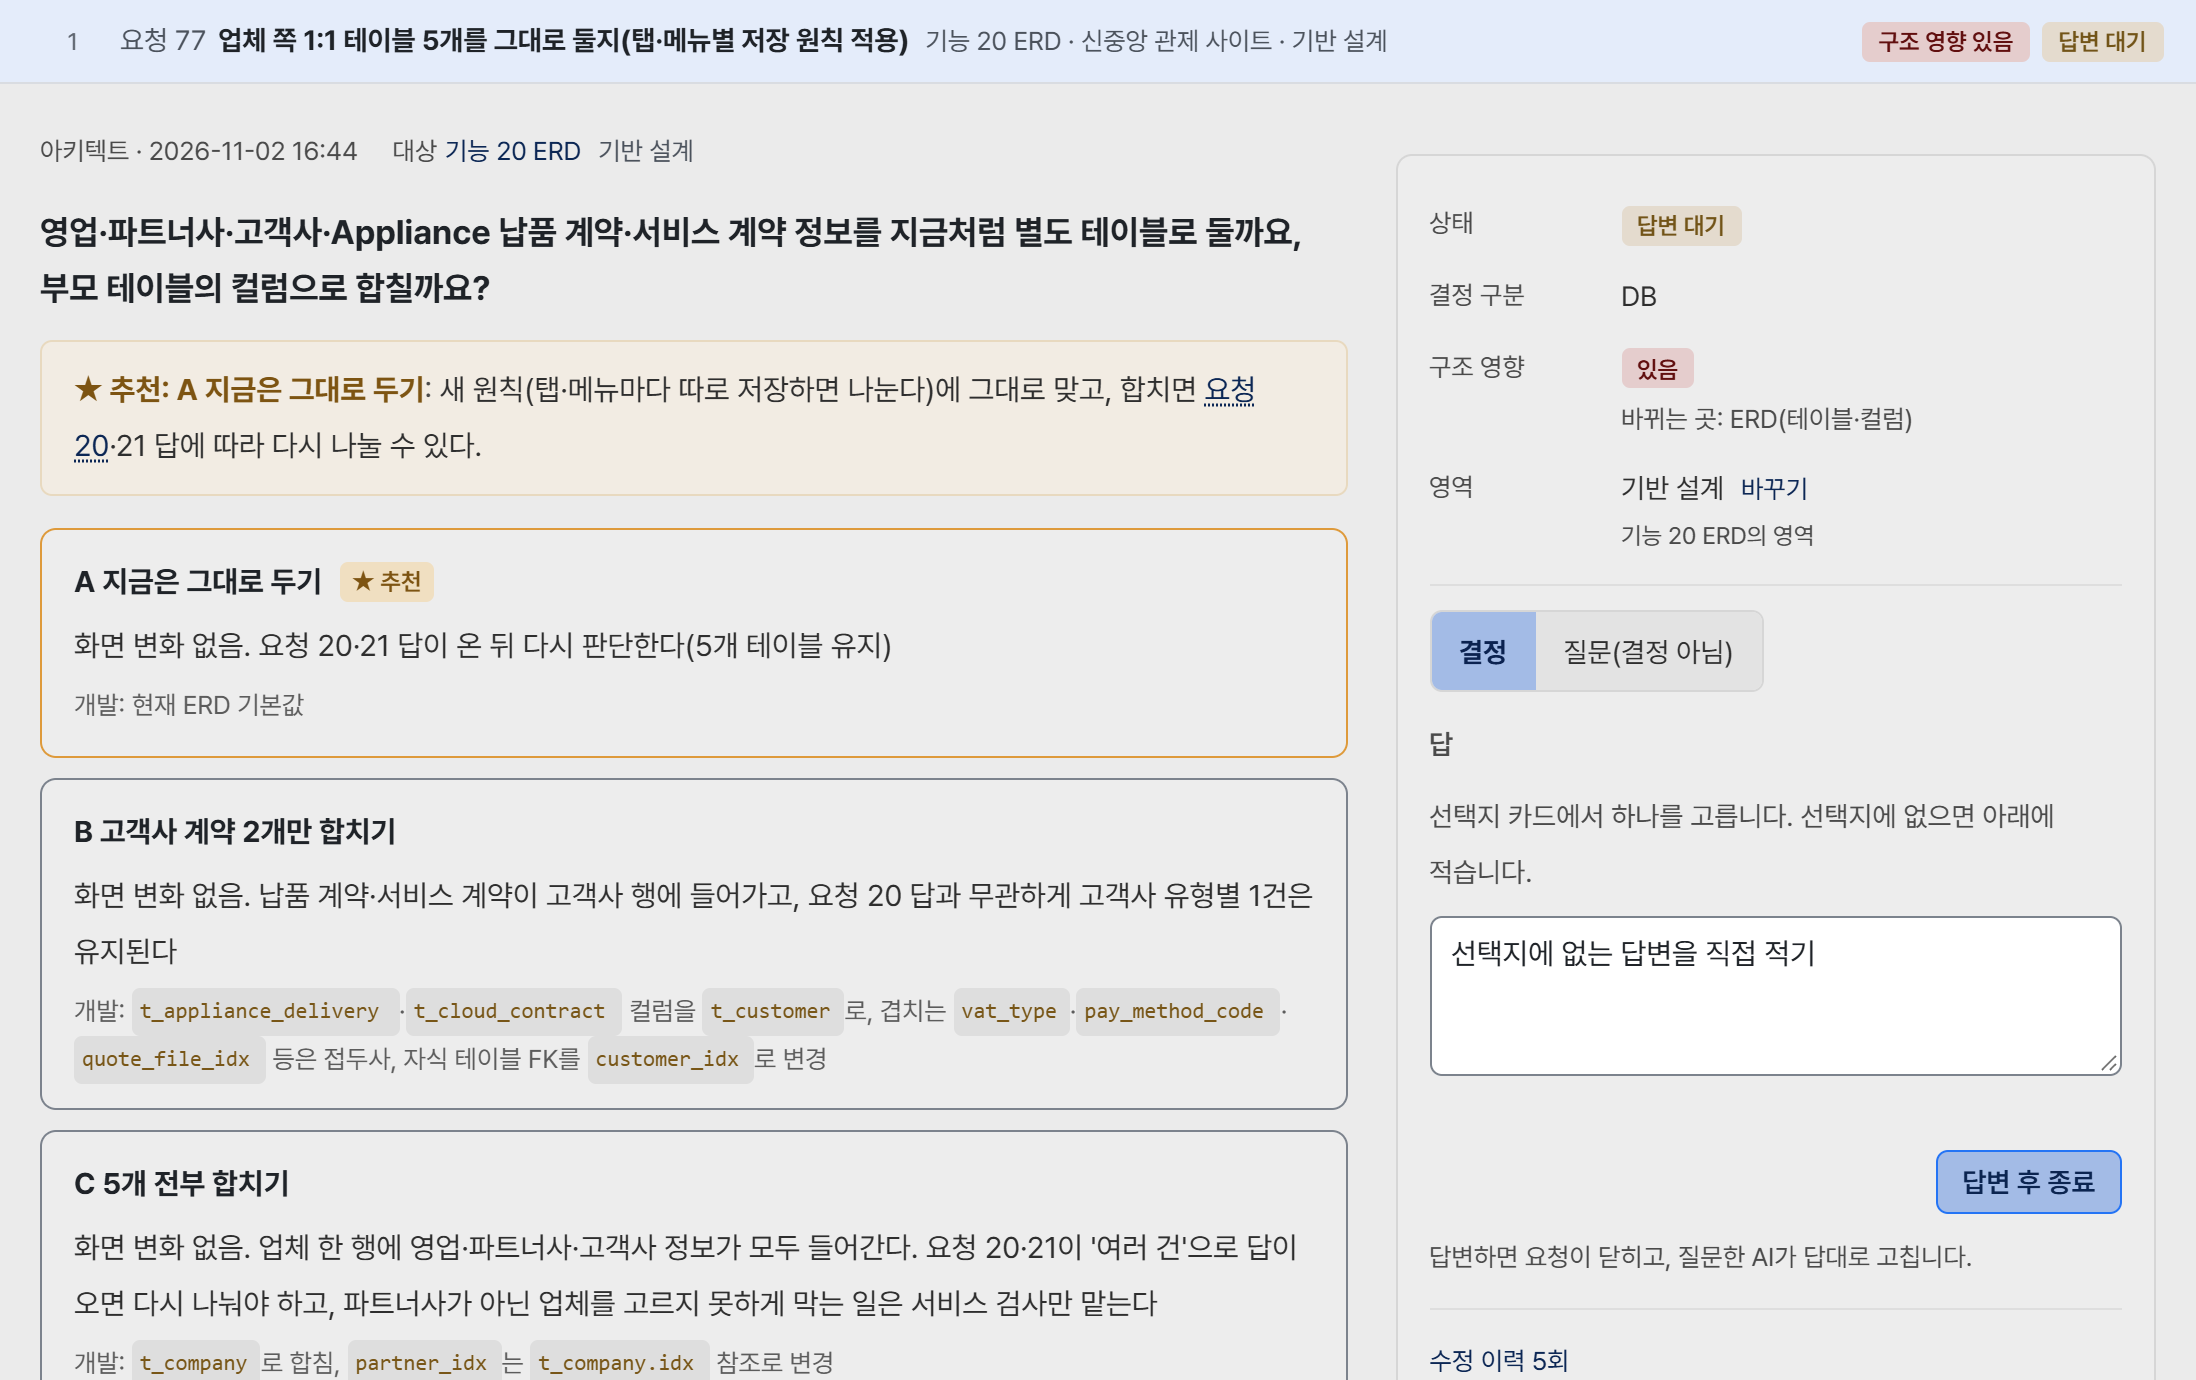 1 요청 77 업체 쪽 1:1 테이블 5개를 그대로 둘지(탭·메뉴별 저장 원칙 적용) 기능 20 ERD · 신중앙 관제 사이트 · 기반 설계 구조 영향 있음 답변 대기
아키텍트 · 2026-11-02 16:44 대상 기능 20 ERD 기반 설계
영업·파트너사·고객사·Appliance 납품 계약·서비스 계약 정보를 지금처럼 별도 테이블로 둘까요,
부모 테이블의 컬럼으로 합칠까요?
★ 추천: A 지금은 그대로 두기: 새 원칙(탭·메뉴마다 따로 저장하면 나눈다)에 그대로 맞고, 합치면 요청
20·21 답에 따라 다시 나눌 수 있다.
A 지금은 그대로 두기 ★ 추천
화면 변화 없음. 요청 20·21 답이 온 뒤 다시 판단한다(5개 테이블 유지)
개발: 현재 ERD 기본값
B 고객사 계약 2개만 합치기
화면 변화 없음. 납품 계약·서비스 계약이 고객사 행에 들어가고, 요청 20 답과 무관하게 고객사 유형별 1건은
유지된다
개발: t_appliance_delivery · t_cloud_contract 컬럼을 t_customer 로, 겹치는 vat_type · pay_method_code ·
quote_file_idx 등은 접두사, 자식 테이블 FK를 customer_idx 로 변경
C 5개 전부 합치기
화면 변화 없음. 업체 한 행에 영업·파트너사·고객사 정보가 모두 들어간다. 요청 20·21이 '여러 건'으로 답이
오면 다시 나눠야 하고, 파트너사가 아닌 업체를 고르지 못하게 막는 일은 서비스 검사만 맡는다
개발: t_company 로 합침, partner_idx 는 t_company.idx 참조로 변경
상태 답변 대기
결정 구분 DB
구조 영향 있음
바뀌는 곳: ERD(테이블·컬럼)
영역 기반 설계 바꾸기
기능 20 ERD의 영역
결정 질문(결정 아님)
답
선택지 카드에서 하나를 고릅니다. 선택지에 없으면 아래에
적습니다.
선택지에 없는 답변을 직접 적기
답변 후 종료
답변하면 요청이 닫히고, 질문한 AI가 답대로 고칩니다.
수정 이력 5회